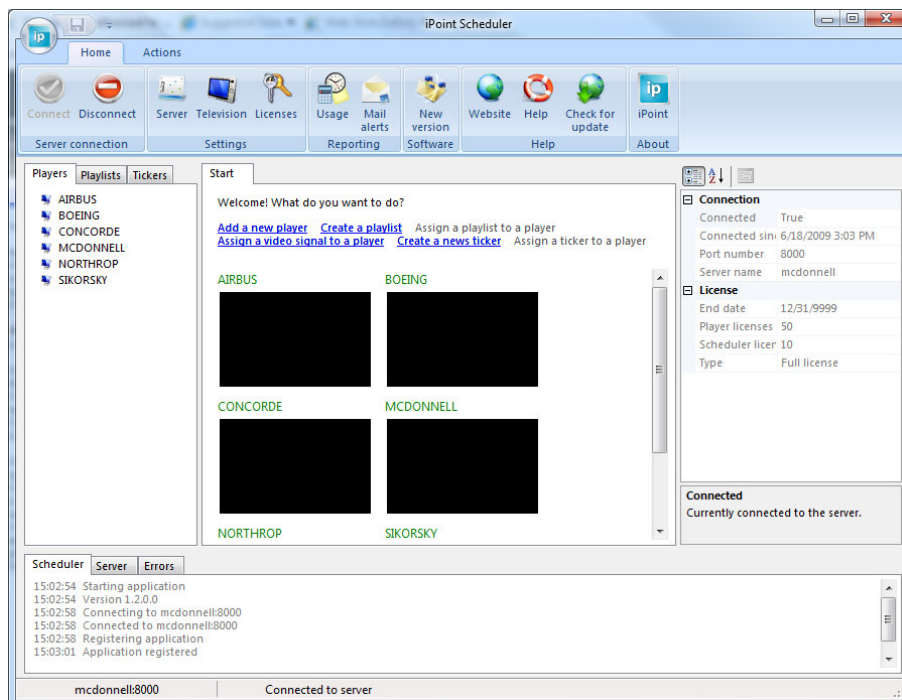 iPoint Scheduler
ip
Home Actions
Connect Disconnect Server Television Licenses Usage Mail alerts New version Website Help Check for update ip iPoint
Server connection Settings Reporting Software Help About
Players Playlists Tickers
AIRBUS
BOEING
CONCORDE
MCDONNELL
NORTHROP
SIKORSKY
Start
Welcome! What do you want to do?
Add a new player Create a playlist Assign a playlist to a player
Assign a video signal to a player Create a news ticker Assign a ticker to a player
AIRBUS BOEING
CONCORDE MCDONNELL
NORTHROP SIKORSKY
A Z
Connection
Connected True
Connected sin 6/18/2009 3:03 PM
Port number 8000
Server name mcdonnell
License
End date 12/31/9999
Player licenses 50
Scheduler licer 10
Type Full license
Connected
Currently connected to the server.
Scheduler Server Errors
15:02:54 Starting application
15:02:54 Version 1.2.0.0
15:02:58 Connecting to mcdonnell:8000
15:02:58 Connected to mcdonnell:8000
15:02:58 Registering application
15:03:01 Application registered
mcdonnell:8000 Connected to server